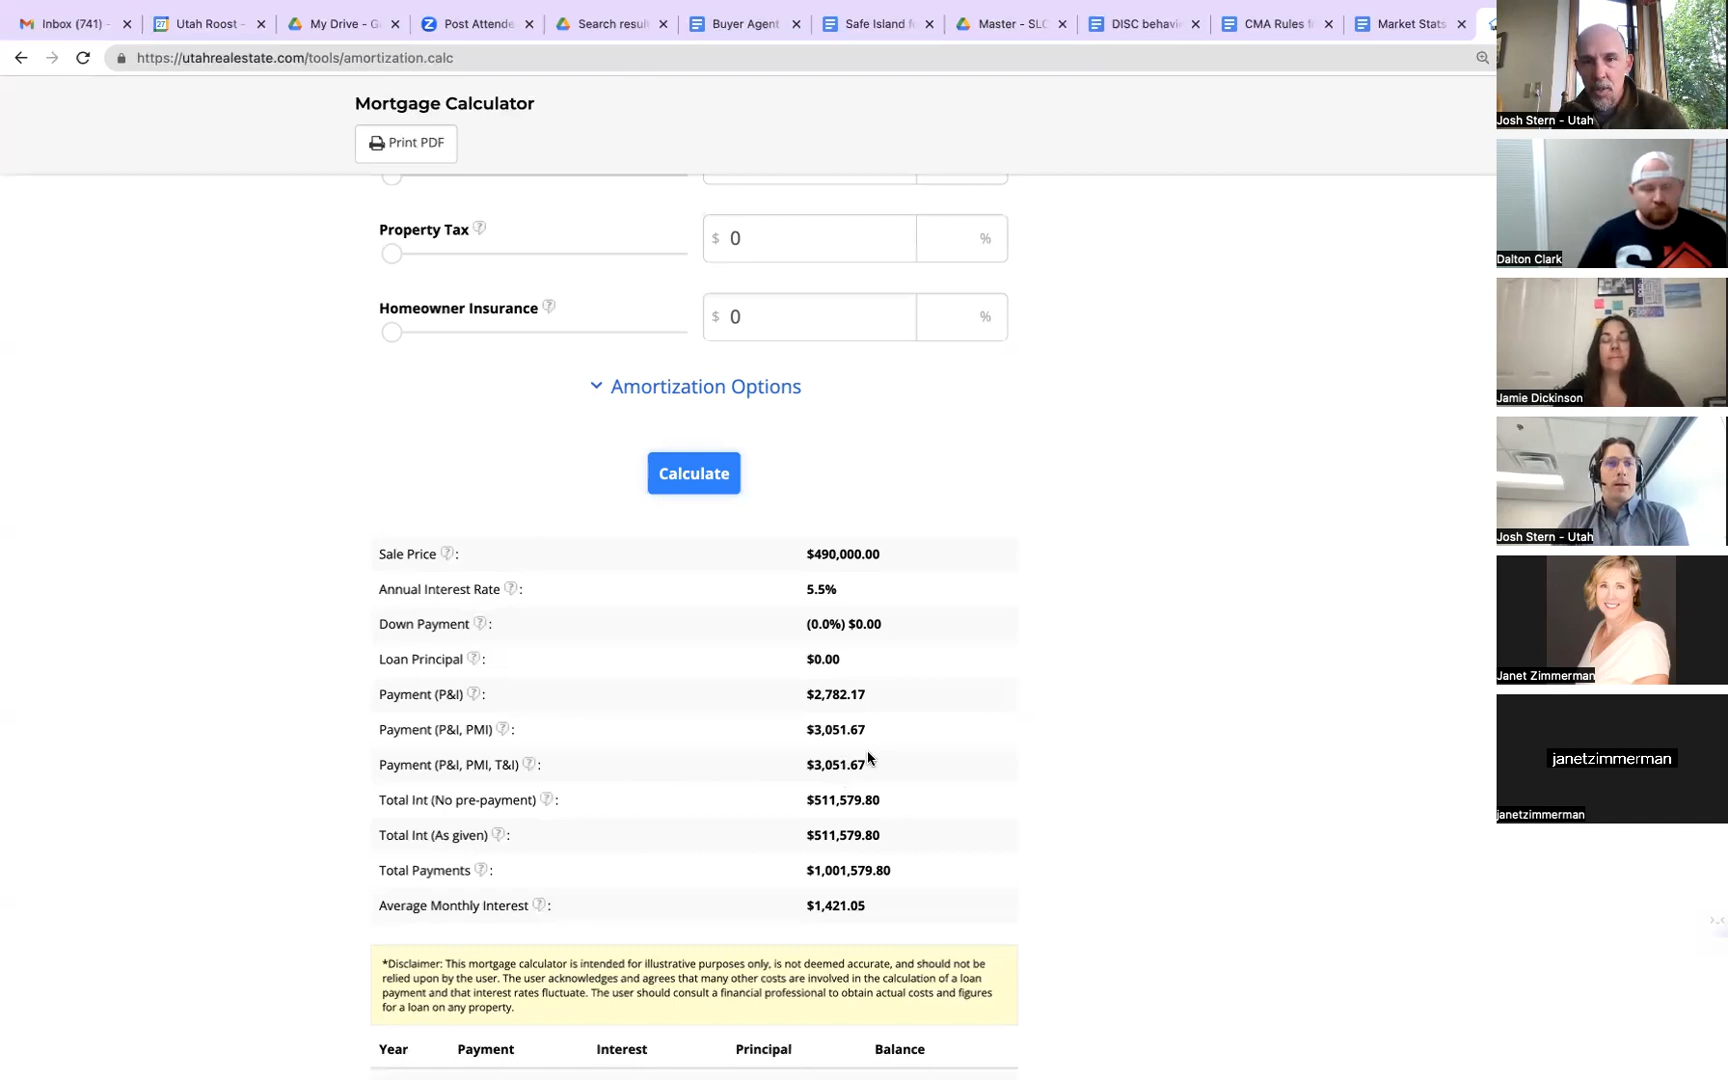 Inbox (741) -
Utah Roost -
My Drive - G
Post Attende
Search resul
Buyer Agent
Safe Island f
Master - SLC
DISC behavi
CMA Rules f
Market Stats
https://utahrealestate.com/tools/amortization.calc
Mortgage Calculator
Print PDF
Property Tax
$ 0 %
Homeowner Insurance
$ 0 %
Amortization Options
Calculate
Sale Price : $490,000.00
Annual Interest Rate : 5.5%
Down Payment : (0.0%) $0.00
Loan Principal : $0.00
Payment (P&I) : $2,782.17
Payment (P&I, PMI) : $3,051.67
Payment (P&I, PMI, T&I) : $3,051.67
Total Int (No pre-payment) : $511,579.80
Total Int (As given) : $511,579.80
Total Payments : $1,001,579.80
Average Monthly Interest : $1,421.05
*Disclaimer: This mortgage calculator is intended for illustrative purposes only, is not deemed accurate, and should not be
relied upon by the user. The user acknowledges and agrees that many other costs are involved in the calculation of a loan
payment and that interest rates fluctuate. The user should consult a financial professional to obtain actual costs and figures
for a loan on any property.
Year Payment Interest Principal Balance
Josh Stern - Utah
Dalton Clark
Jamie Dickinson
Josh Stern - Utah
Janet Zimmerman
janetzimmerman
janetzimmerman